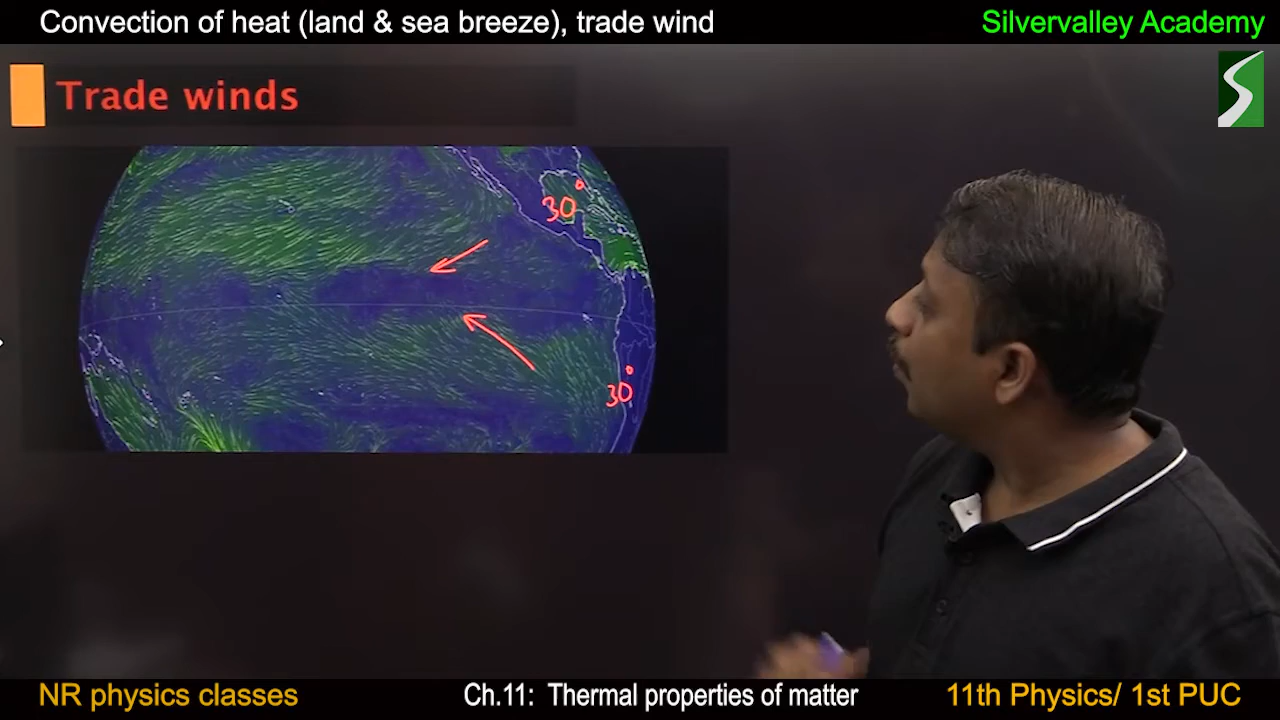 Convection of heat (land & sea breeze), trade wind
Silvervalley Academy
Trade winds
30°
30°
NR physics classes
Ch.11: Thermal properties of matter
11th Physics/ 1st PUC